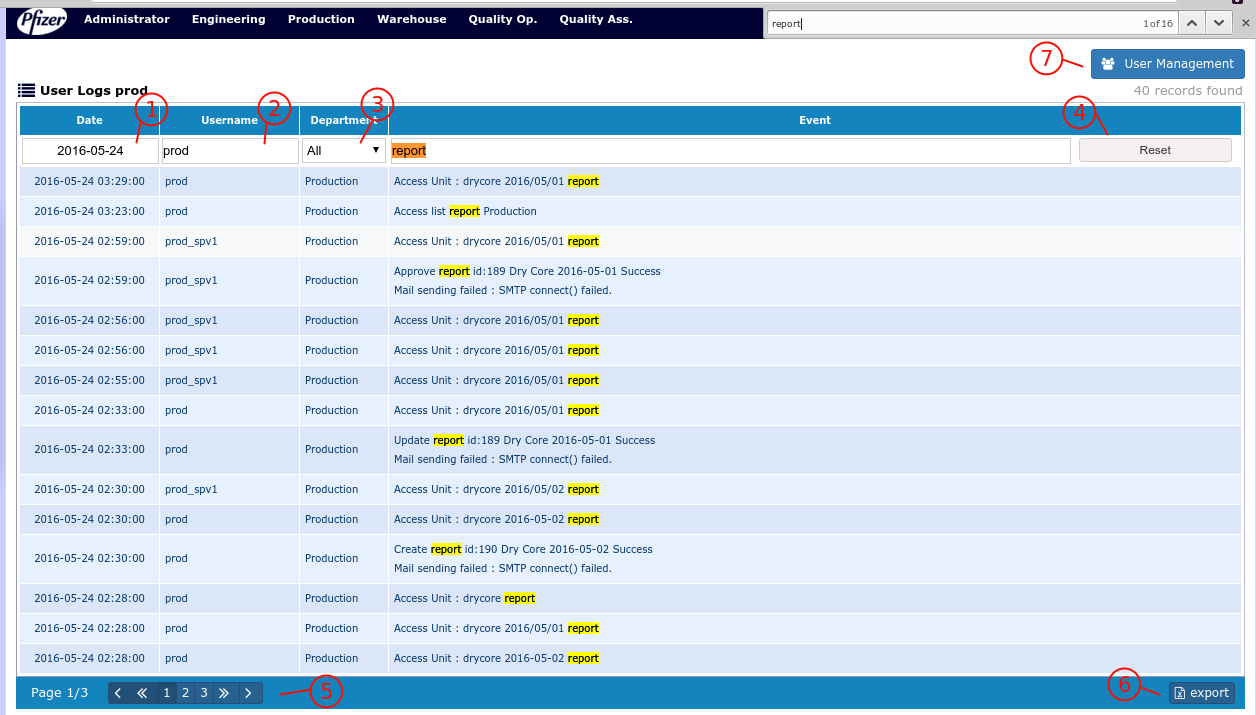 Pfizer Administrator Engineering Production Warehouse Quality Op. Quality Ass. report 1 of 16
7 User Management
User Logs prod 40 records found
1 2 3 4
Date Username Department Event
2016-05-24 prod All report Reset
2016-05-24 03:29:00 prod Production Access Unit : drycore 2016/05/01 report
2016-05-24 03:23:00 prod Production Access list report Production
2016-05-24 02:59:00 prod_spv1 Production Access Unit : drycore 2016/05/01 report
2016-05-24 02:59:00 prod_spv1 Production Approve report id:189 Dry Core 2016-05-01 Success
Mail sending failed : SMTP connect() failed.
2016-05-24 02:56:00 prod_spv1 Production Access Unit : drycore 2016/05/01 report
2016-05-24 02:56:00 prod_spv1 Production Access Unit : drycore 2016/05/01 report
2016-05-24 02:55:00 prod_spv1 Production Access Unit : drycore 2016/05/01 report
2016-05-24 02:33:00 prod Production Access Unit : drycore 2016/05/01 report
2016-05-24 02:33:00 prod Production Update report id:189 Dry Core 2016-05-01 Success
Mail sending failed : SMTP connect() failed.
2016-05-24 02:30:00 prod_spv1 Production Access Unit : drycore 2016/05/02 report
2016-05-24 02:30:00 prod Production Access Unit : drycore 2016-05-02 report
2016-05-24 02:30:00 prod Production Create report id:190 Dry Core 2016-05-02 Success
Mail sending failed : SMTP connect() failed.
2016-05-24 02:28:00 prod Production Access Unit : drycore report
2016-05-24 02:28:00 prod Production Access Unit : drycore 2016/05/01 report
2016-05-24 02:28:00 prod Production Access Unit : drycore 2016-05-02 report
Page 1/3 1 2 3 5 6 export